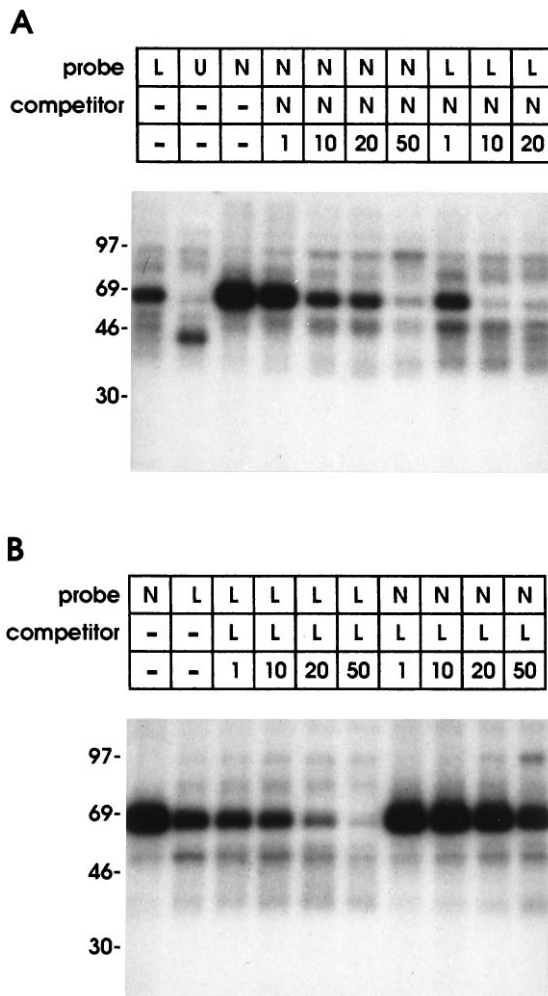 A
probe L U N N N N N L L L
competitor - - - N N N N N N N
- - - 1 10 20 50 1 10 20
97-
69-
46-
30-
B
probe N L L L L L N N N N
competitor - - L L L L L L L L
- - 1 10 20 50 1 10 20 50
97-
69-
46-
30-